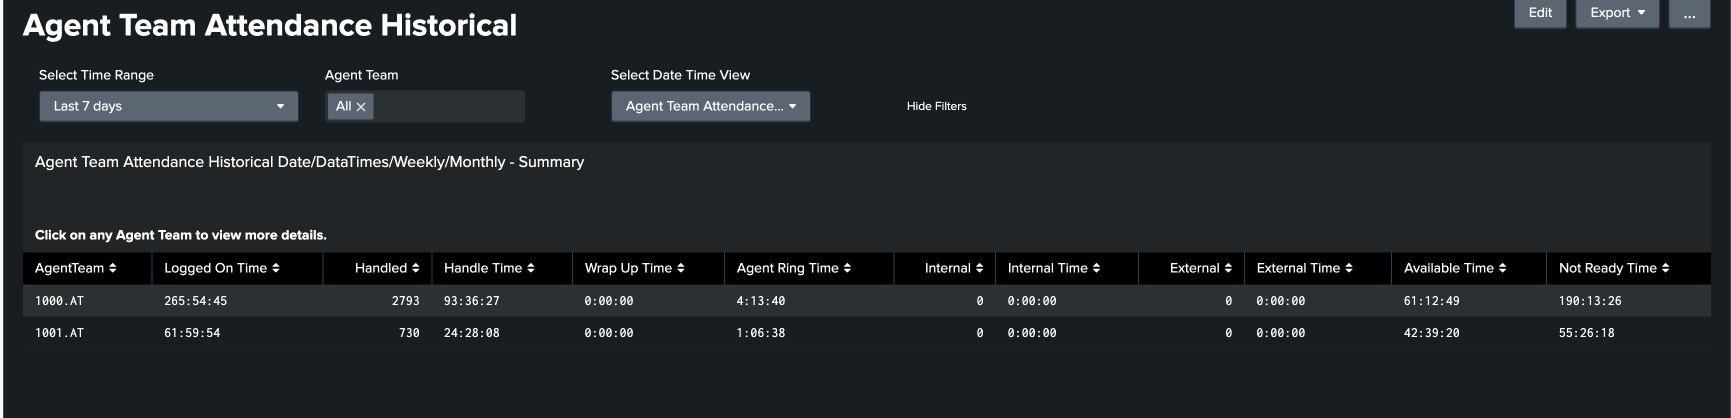 Agent Team Attendance Historical
Edit Export ...
Select Time Range Agent Team Select Date Time View
Last 7 days All Agent Team Attendance... Hide Filters
Agent Team Attendance Historical Date/DataTimes/Weekly/Monthly - Summary
Click on any Agent Team to view more details.
AgentTeam Logged On Time Handled Handle Time Wrap Up Time Agent Ring Time Internal Internal Time External External Time Available Time Not Ready Time
1000.AT 265:54:45 2793 93:36:27 0:00:00 4:13:40 0 0:00:00 0 0:00:00 61:12:49 190:13:26
1001.AT 61:59:54 730 24:28:08 0:00:00 1:06:38 0 0:00:00 0 0:00:00 42:39:20 55:26:18